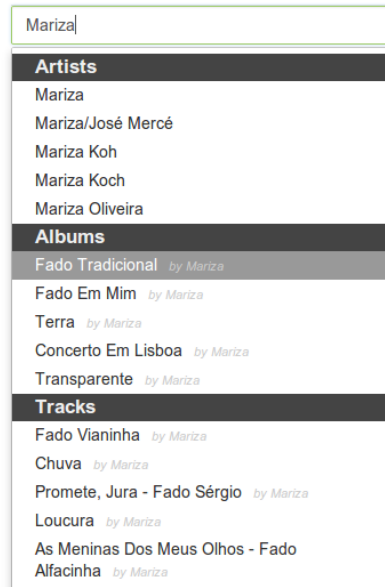 Mariza
Artists
Mariza
Mariza/José Mercé
Mariza Koh
Mariza Koch
Mariza Oliveira
Albums
Fado Tradicional by Mariza
Fado Em Mim by Mariza
Terra by Mariza
Concerto Em Lisboa by Mariza
Transparente by Mariza
Tracks
Fado Vianinha by Mariza
Chuva by Mariza
Promete, Jura - Fado Sérgio by Mariza
Loucura by Mariza
As Meninas Dos Meus Olhos - Fado
Alfacinha by Mariza